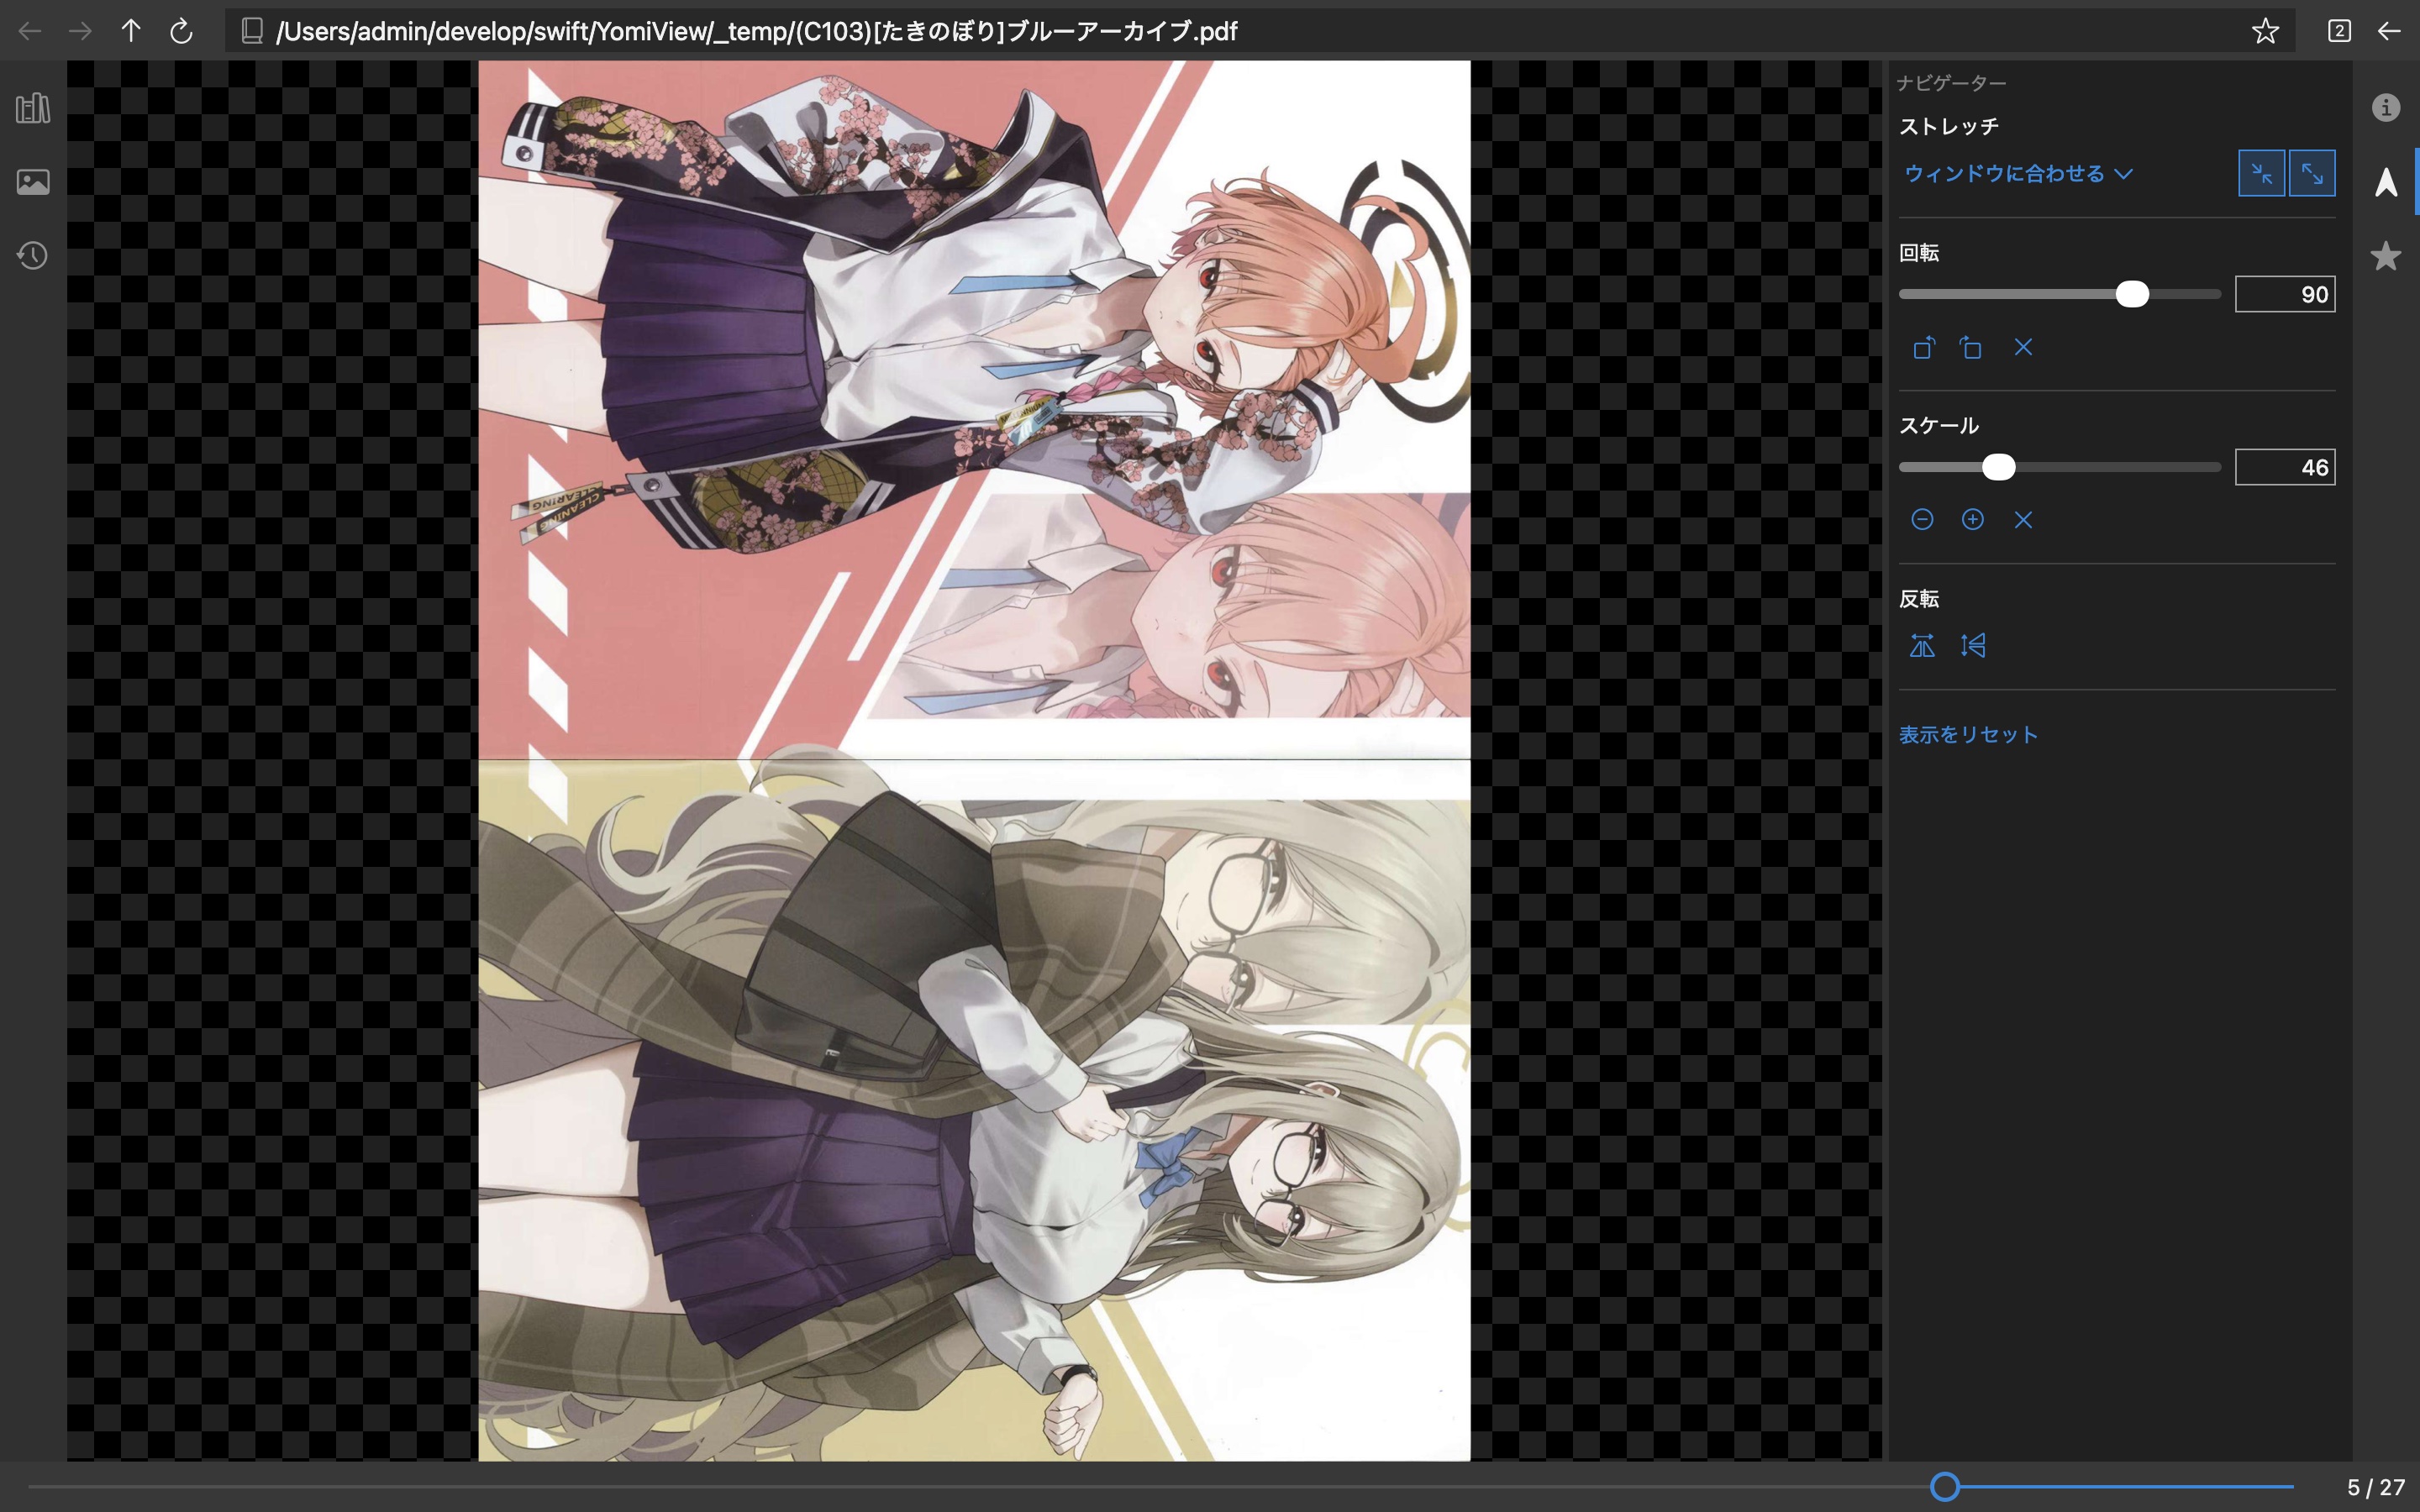 /Users/admin/develop/swift/YomiView/_temp/(C103)[たきのぼり]ブルーアーカイブ.pdf
2
ナビゲーター
ストレッチ
ウィンドウに合わせる
回転
90
スケール
46
反転
表示をリセット
CLEANING
CLEARING
5 / 27